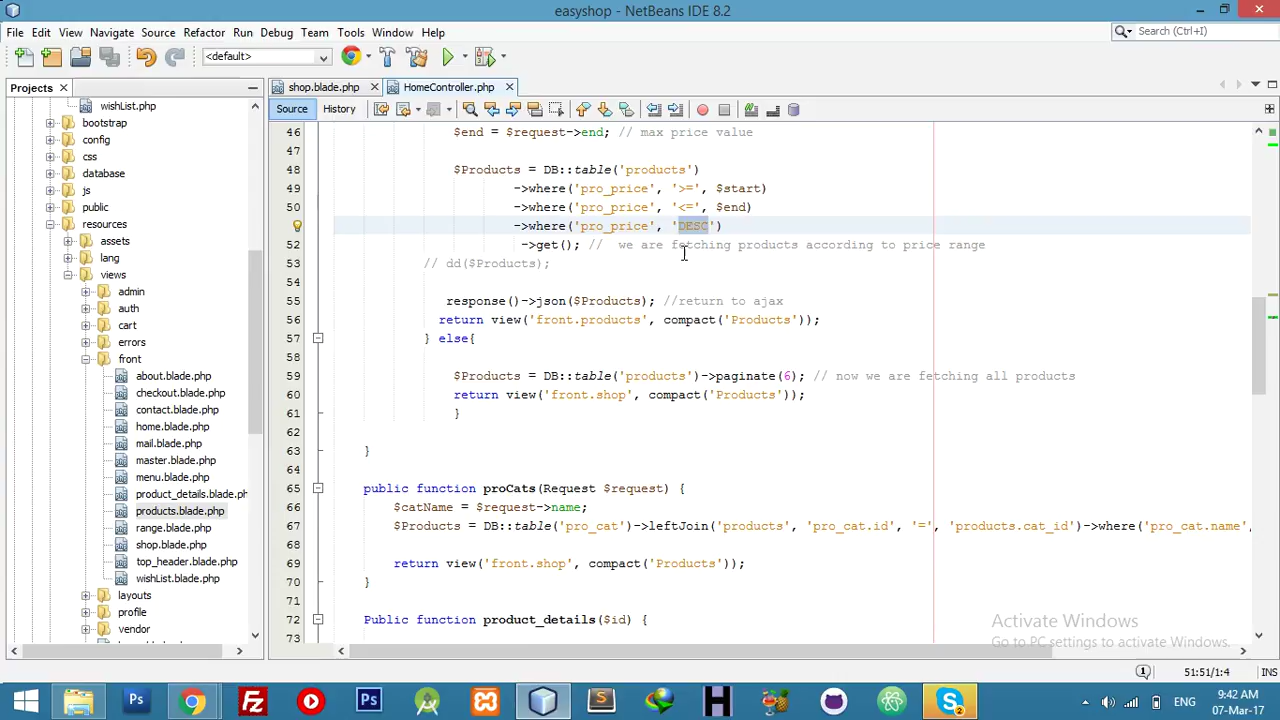 easyshop - NetBeans IDE 8.2
File Edit View Navigate Source Refactor Run Debug Team Tools Window Help
Search (Ctrl+I)
<default>
Projects
shop.blade.php
HomeController.php
Source
History
wishList.php
bootstrap
config
css
database
js
public
resources
assets
lang
views
admin
auth
cart
errors
front
about.blade.php
checkout.blade.php
contact.blade.php
home.blade.php
mail.blade.php
master.blade.php
menu.blade.php
product_details.blade.ph
products.blade.php
range.blade.php
shop.blade.php
top_header.blade.php
wishList.blade.php
layouts
profile
vendor
46 $end = $request->end; // max price value
47
48 $Products = DB::table('products')
49 ->where('pro_price', '>=', $start)
50 ->where('pro_price', '<=', $end)
->where('pro_price', 'DESC')
52 ->get(); // we are fetching products according to price range
53 // dd($Products);
54
55 response()->json($Products); //return to ajax
56 return view('front.products', compact('Products'));
57 } else{
58
59 $Products = DB::table('products')->paginate(6); // now we are fetching all products
60 return view('front.shop', compact('Products'));
61 }
62
63 }
64
65 public function proCats(Request $request) {
66 $catName = $request->name;
67 $Products = DB::table('pro_cat')->leftJoin('products', 'pro_cat.id', '=', 'products.cat_id')->where('pro_cat.name',
68
69 return view('front.shop', compact('Products'));
70 }
71
72 Public function product_details($id) {
73
Activate Windows
Go to PC settings to activate Windows.
51:51/1:4
INS
Ps
Ps
S
H
S
2
ENG
9:42 AM
07-Mar-17